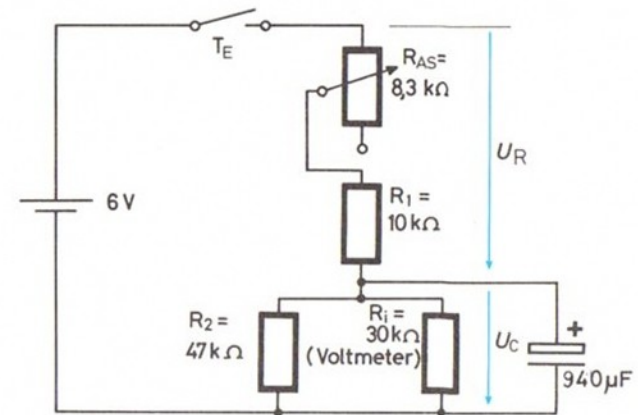 T_E
R_AS=
8,3 kΩ
U_R
6 V
R_1 =
10 kΩ
R_2 =
47 kΩ
R_i =
30 kΩ
(Voltmeter)
U_C
+
940 µF